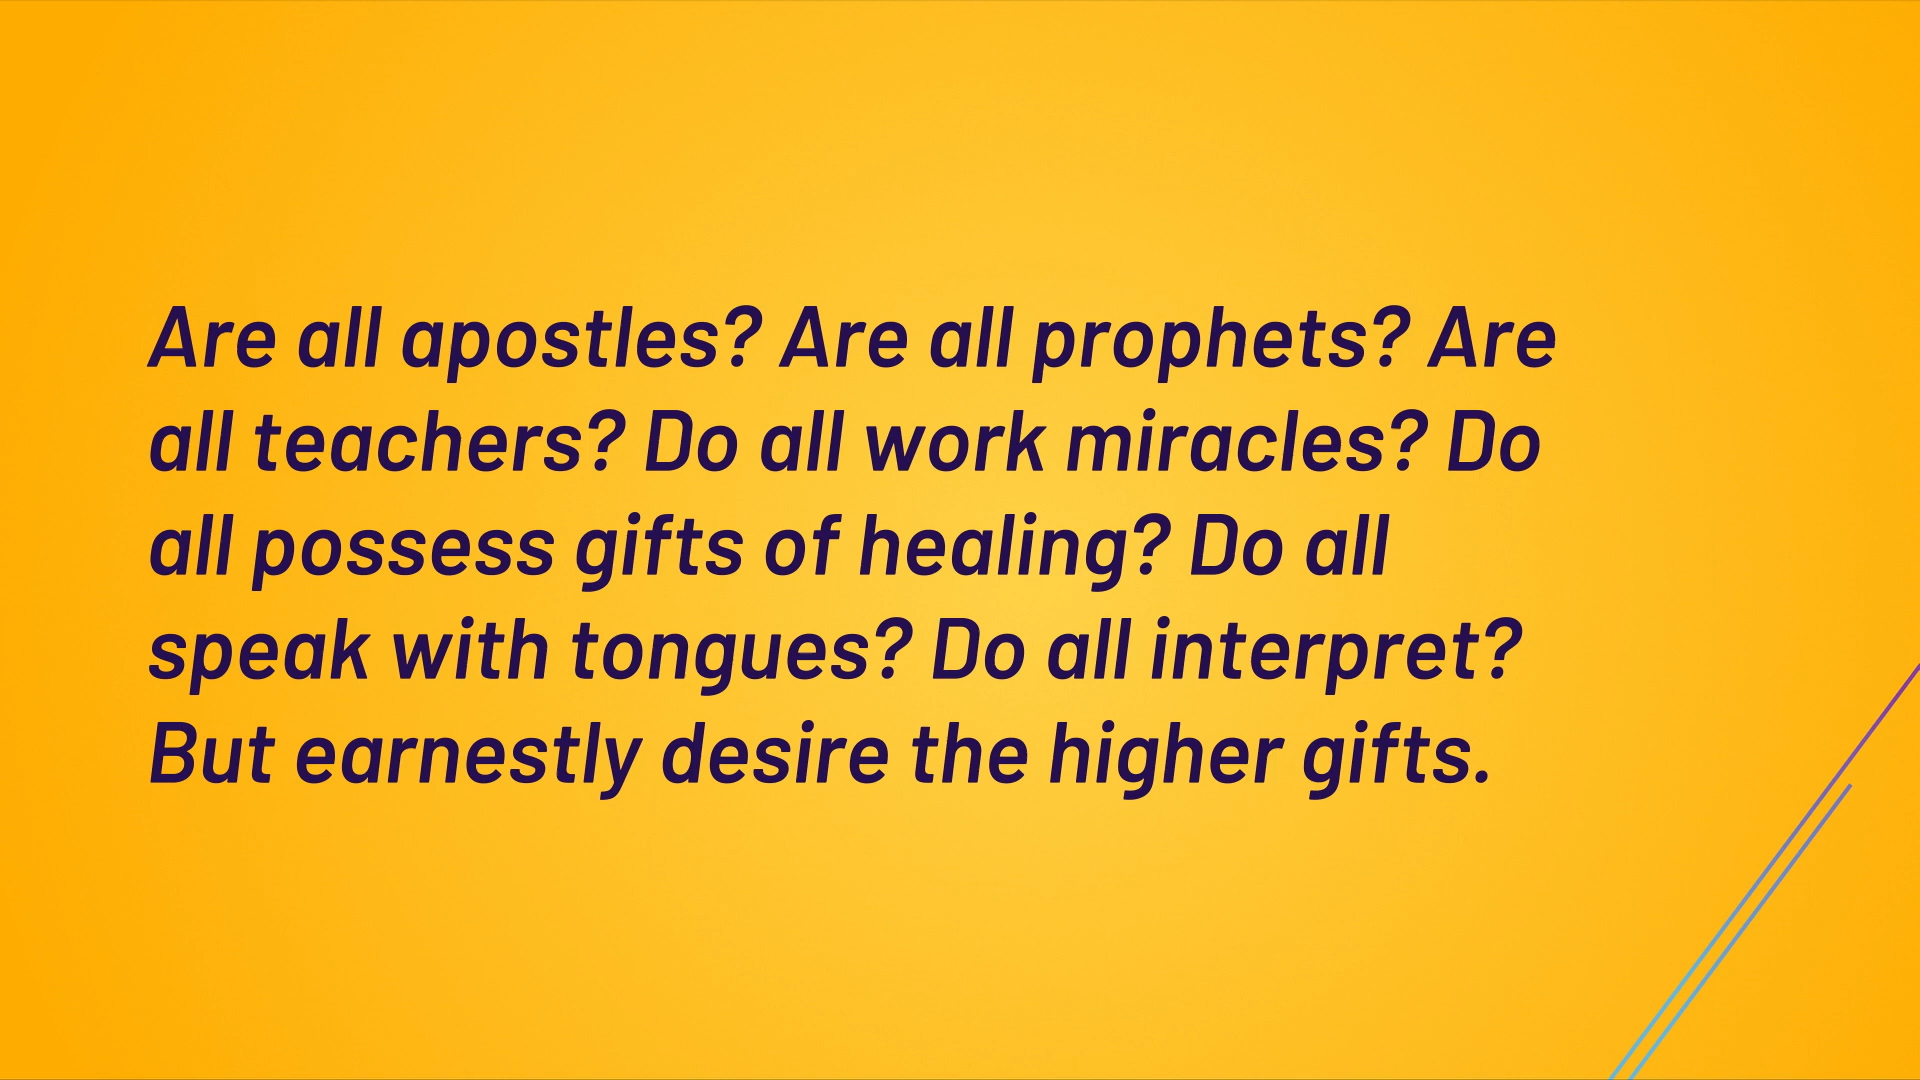 Are all apostles? Are all prophets? Are
all teachers? Do all work miracles? Do
all possess gifts of healing? Do all
speak with tongues? Do all interpret?
But earnestly desire the higher gifts.